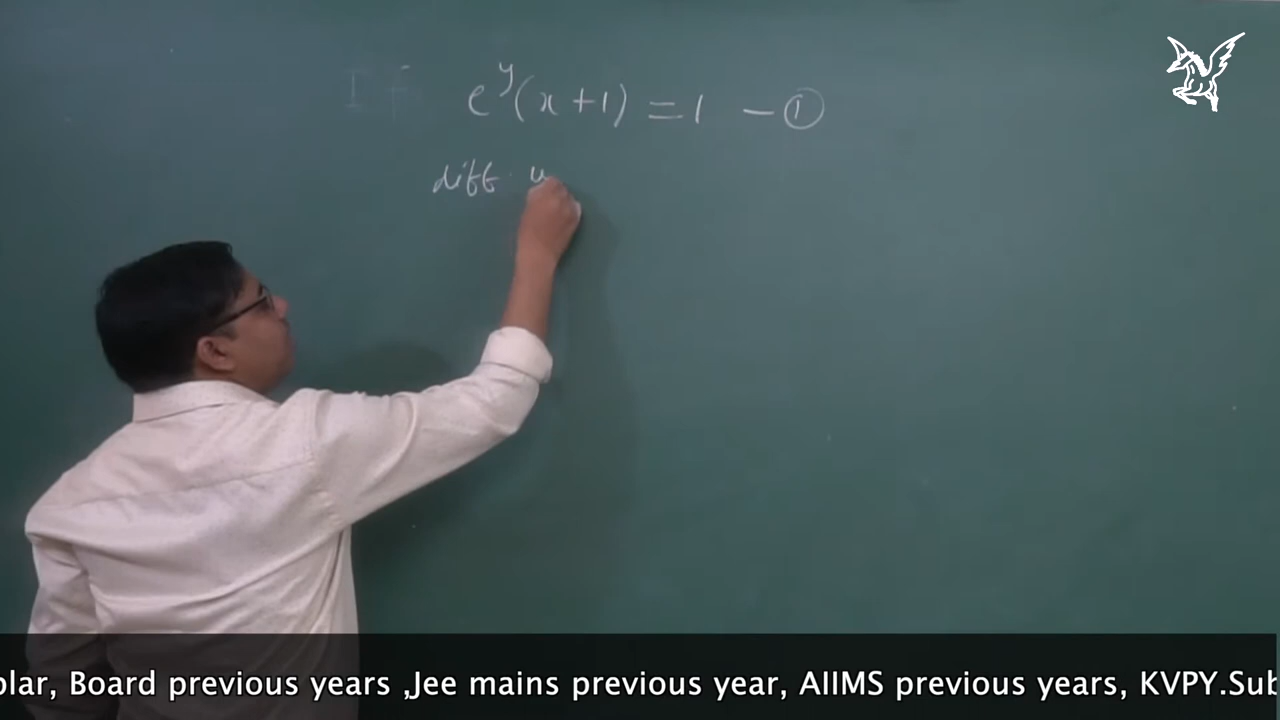 If e^y(x+1) = 1 - ①
diff.
olar, Board previous years ,Jee mains previous year, AIIMS previous years, KVPY.Sub